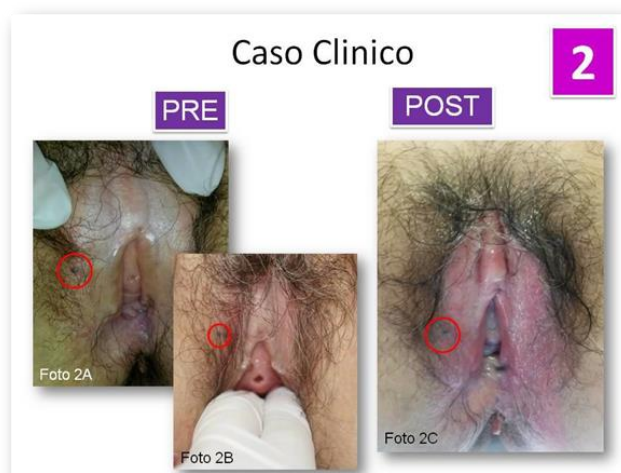 Caso Clinico
2
PRE
POST
Foto 2A
Foto 2B
Foto 2C